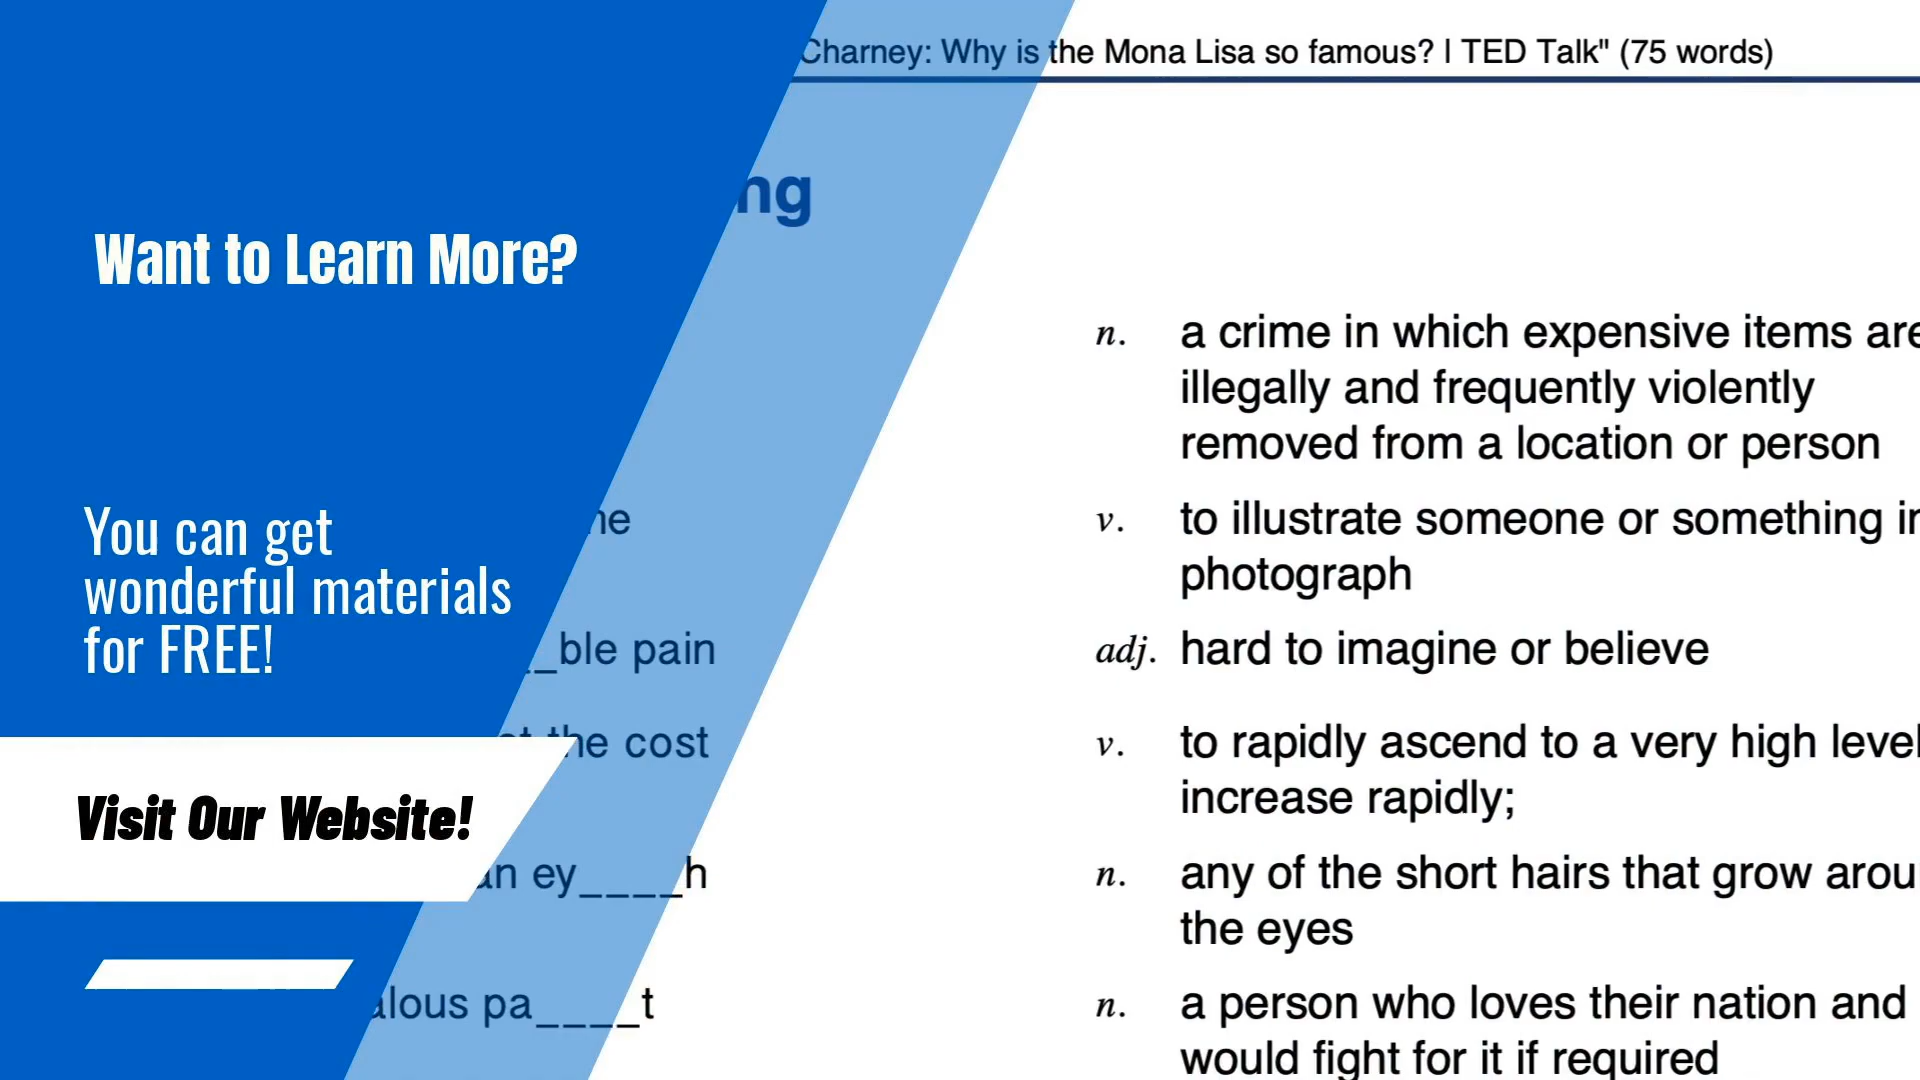 Charney: Why is the Mona Lisa so famous? | TED Talk" (75 words)
ng
Want to Learn More?
You can get
wonderful materials
for FREE!
Visit Our Website!
n. a crime in which expensive items are
illegally and frequently violently
removed from a location or person
ne
v. to illustrate someone or something in
photograph
_ble pain
adj. hard to imagine or believe
the cost
v. to rapidly ascend to a very high level
increase rapidly;
an ey____h
n. any of the short hairs that grow arou
the eyes
alous pa____t
n. a person who loves their nation and
would fight for it if required